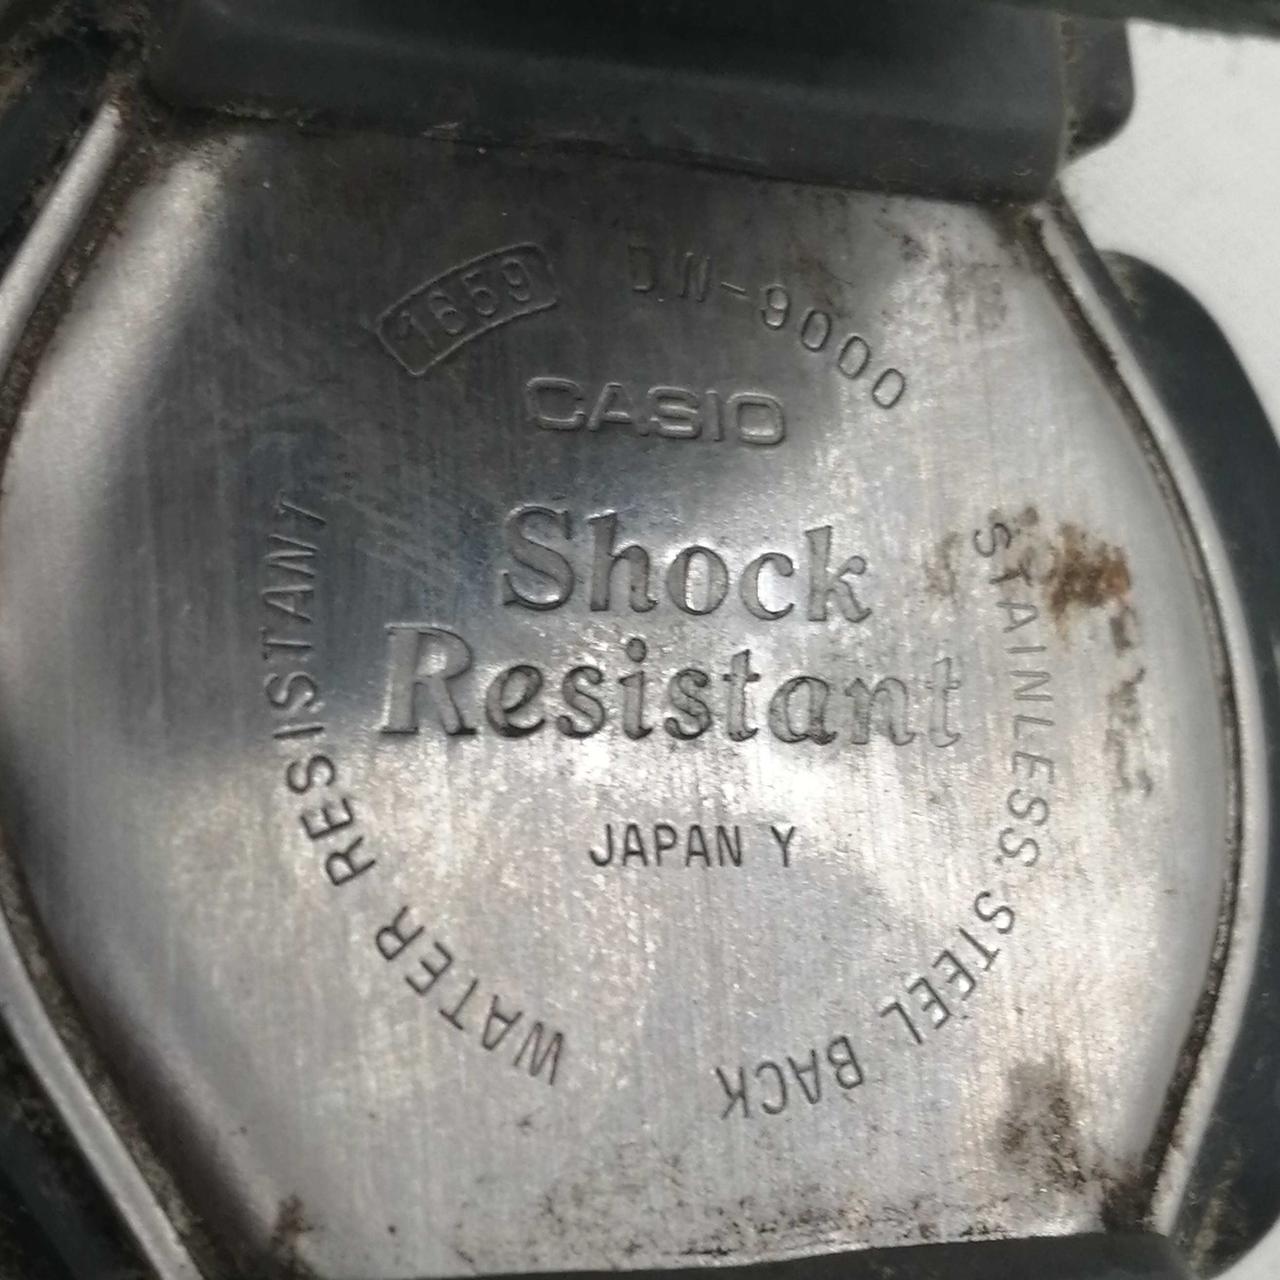 1659 DW-9000
CASIO
Shock
Resistant
JAPAN Y
WATER RESISTANT
STAINLESS STEEL BACK